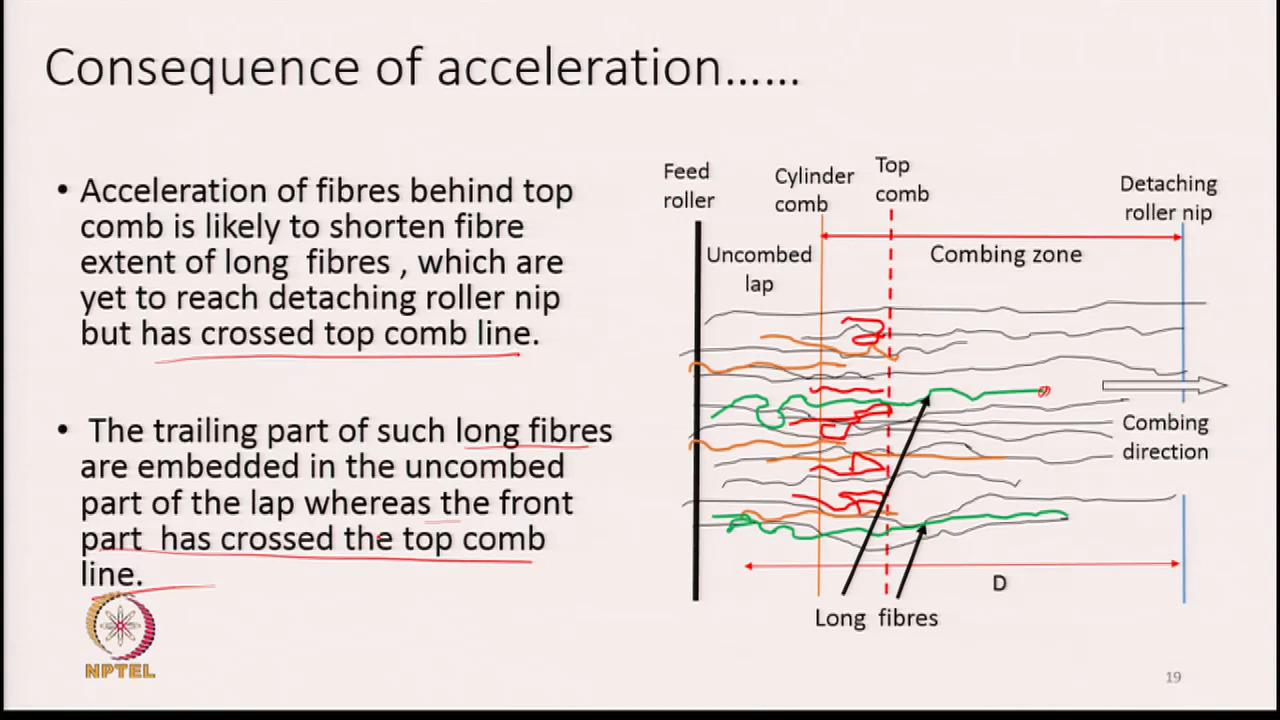 Consequence of acceleration......
• Acceleration of fibres behind top
comb is likely to shorten fibre
extent of long fibres , which are
yet to reach detaching roller nip
but has crossed top comb line.
• The trailing part of such long fibres
are embedded in the uncombed
part of the lap whereas the front
part has crossed the top comb
line.
NPTEL
Feed
roller
Cylinder
comb
Top
comb
Detaching
roller nip
Uncombed
lap
Combing zone
Combing
direction
D
Long fibres
19